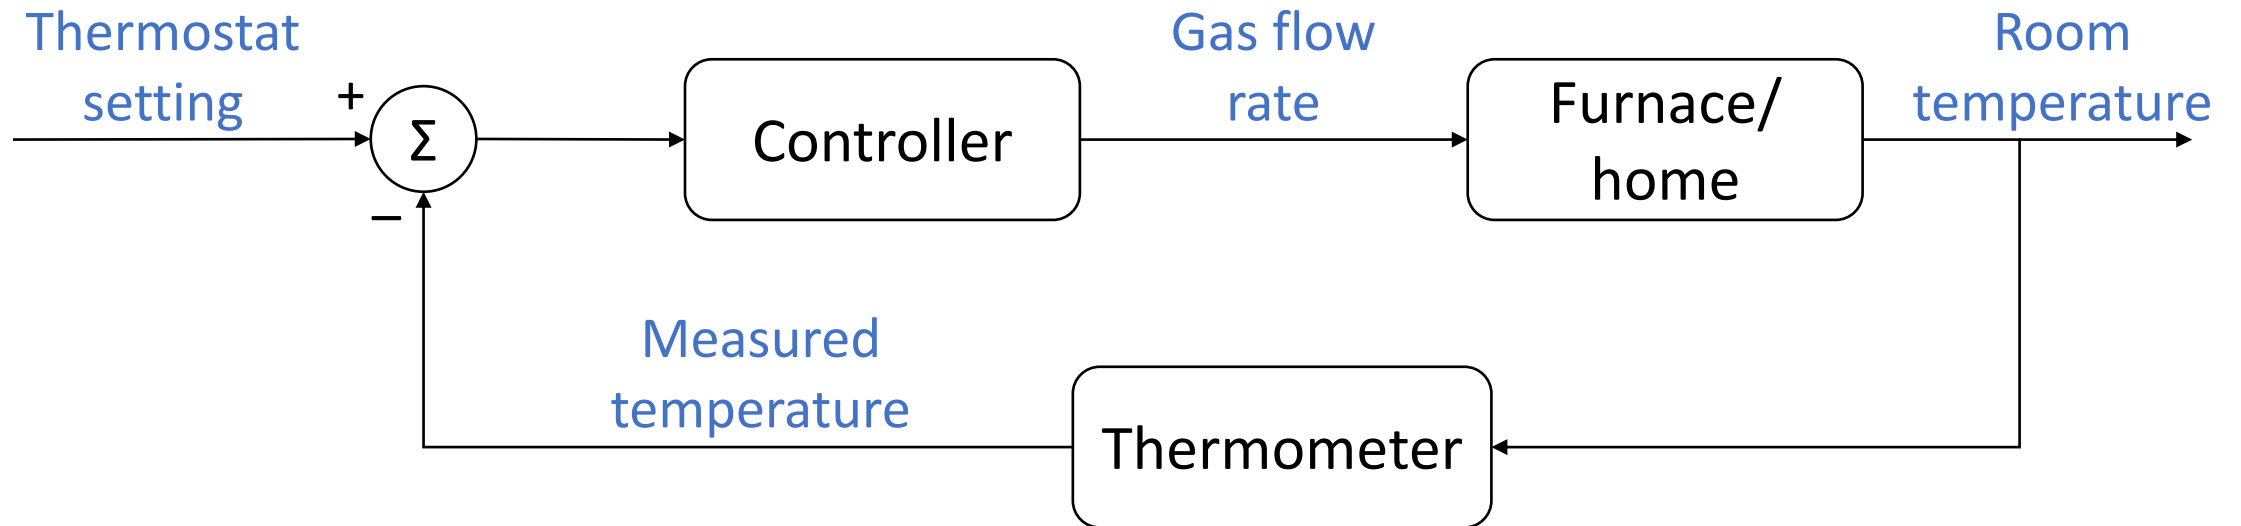 Thermostat
setting
+
Σ
−
Controller
Gas flow
rate
Furnace/
home
Room
temperature
Measured
temperature
Thermometer